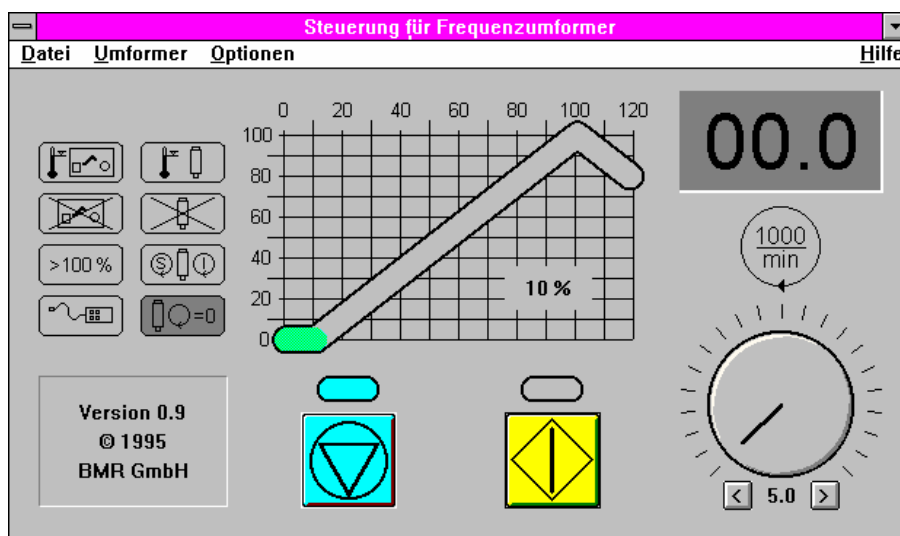 Steuerung für Frequenzumformer
Datei Umformer Optionen Hilfe
0 20 40 60 80 100 120
100
80
60
40
20
0
10 %
00.0
1000
min
>100 %
S I
=0
Version 0.9
© 1995
BMR GmbH
< 5.0 >